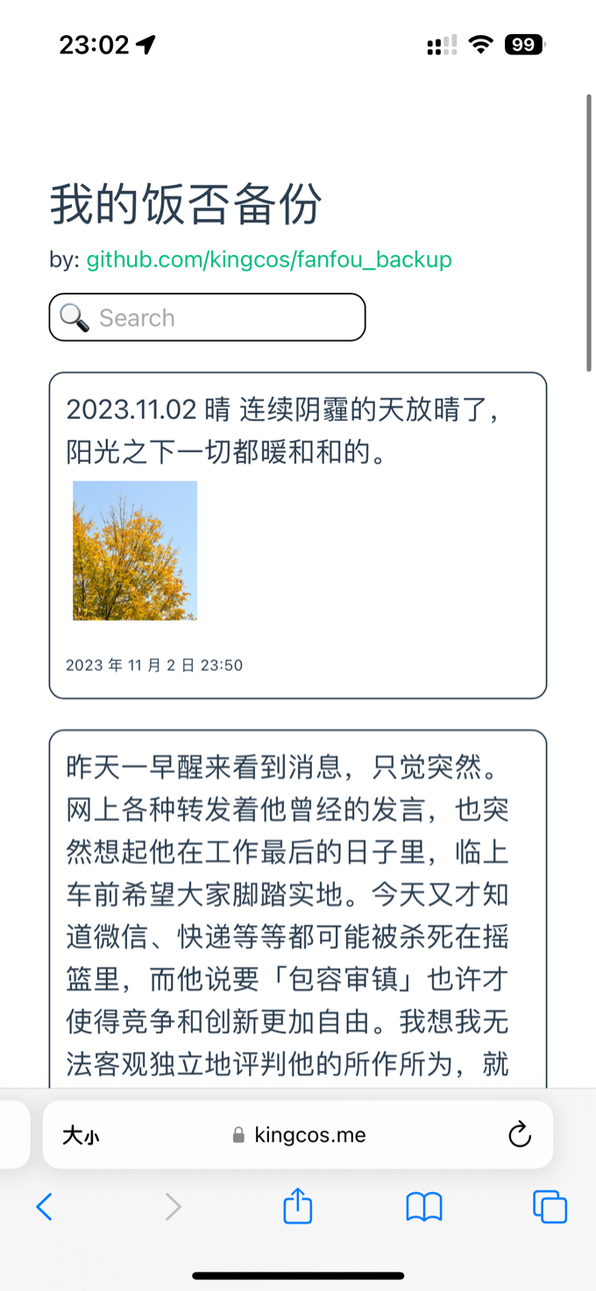 23:02
99
我的饭否备份
by: github.com/kingcos/fanfou_backup
Search
2023.11.02 晴 连续阴霾的天放晴了，
阳光之下一切都暖和和的。
2023 年 11 月 2 日 23:50
昨天一早醒来看到消息，只觉突然。
网上各种转发着他曾经的发言，也突
然想起他在工作最后的日子里，临上
车前希望大家脚踏实地。今天又才知
道微信、快递等等都可能被杀死在摇
篮里，而他说要「包容审镇」也许才
使得竞争和创新更加自由。我想我无
法客观独立地评判他的所作所为，就
大小
kingcos.me